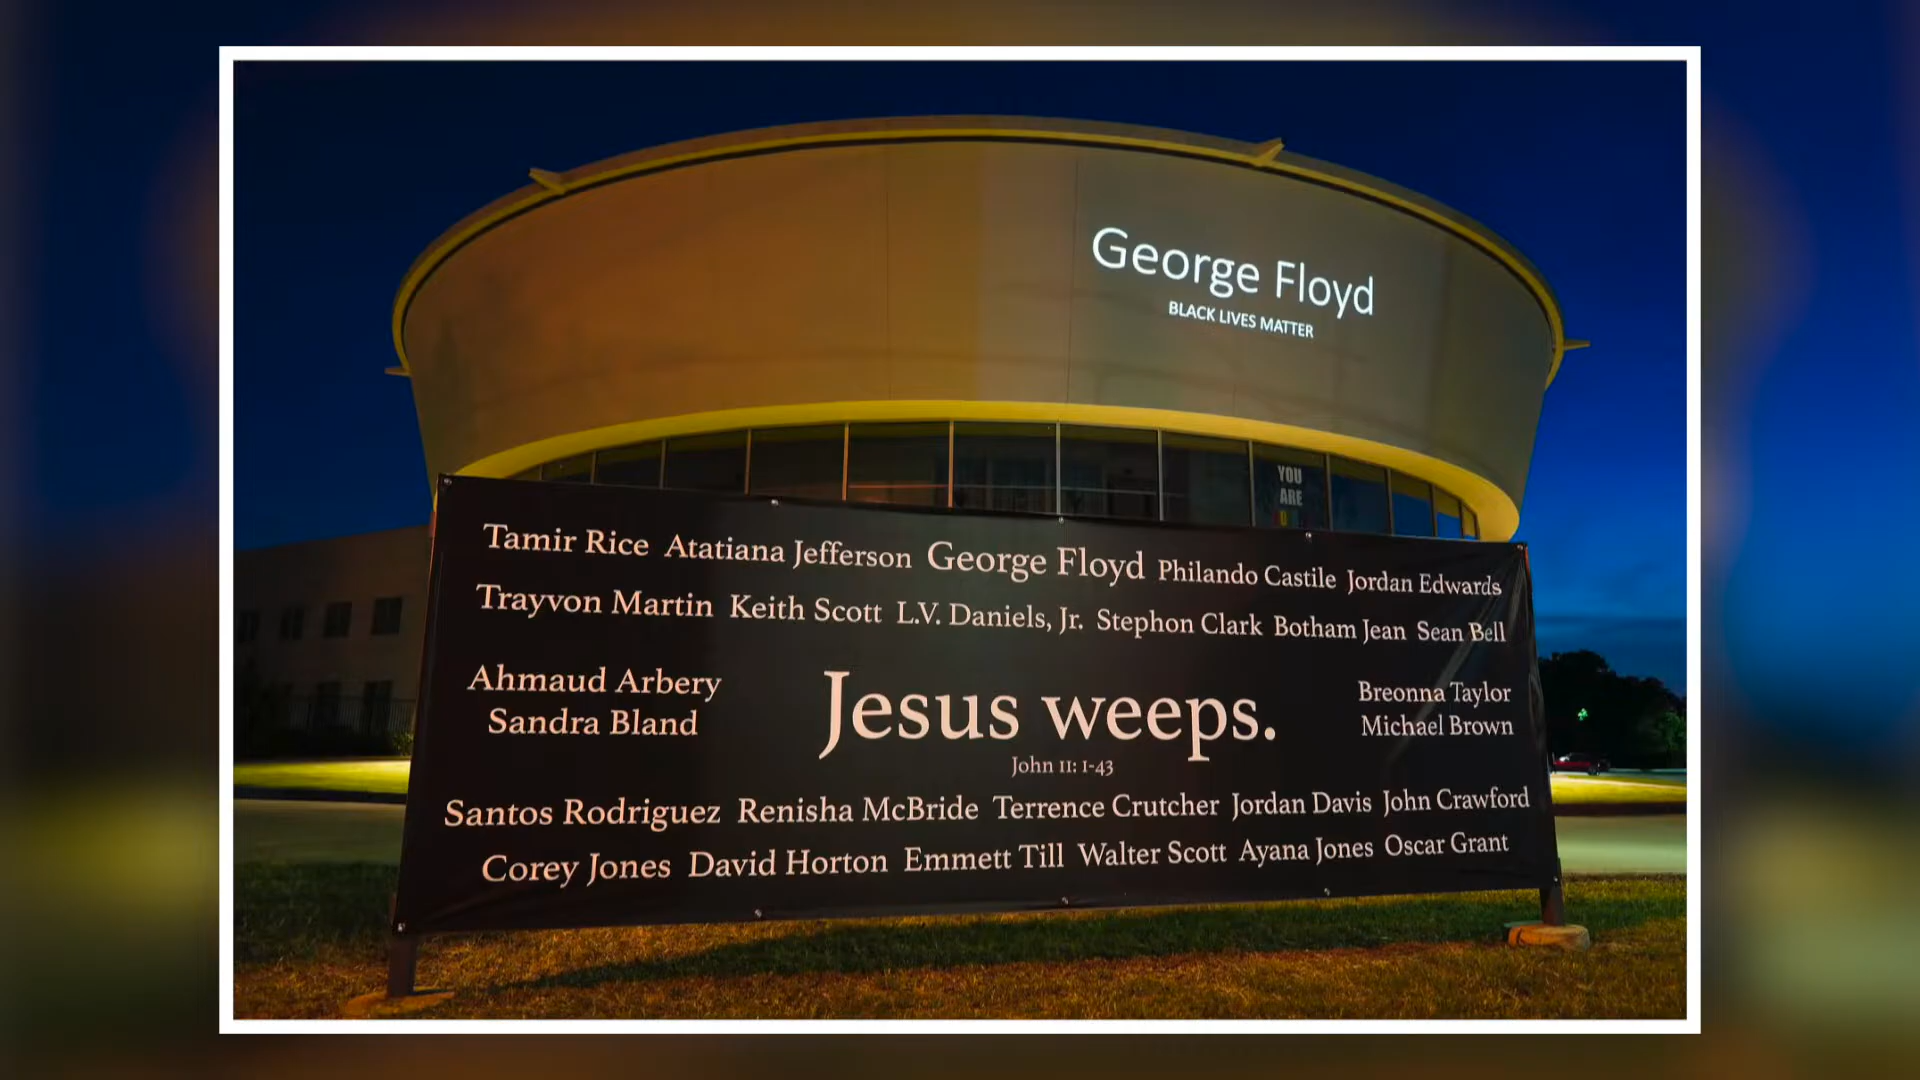 George Floyd
BLACK LIVES MATTER
YOU
ARE
Tamir Rice Atatiana Jefferson George Floyd Philando Castile Jordan Edwards
Trayvon Martin Keith Scott L.V. Daniels, Jr. Stephon Clark Botham Jean Sean Bell
Ahmaud Arbery
Sandra Bland
Jesus weeps.
John 11: 1-43
Breonna Taylor
Michael Brown
Santos Rodriguez Renisha McBride Terrence Crutcher Jordan Davis John Crawford
Corey Jones David Horton Emmett Till Walter Scott Ayana Jones Oscar Grant